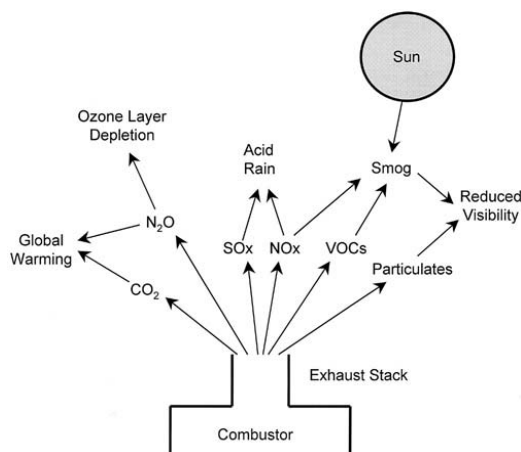 Sun
Ozone Layer
Depletion
Acid
Rain
Smog
Reduced
Visibility
N₂O
Global
Warming
SOx
NOx
VOCs
Particulates
CO₂
Exhaust Stack
Combustor